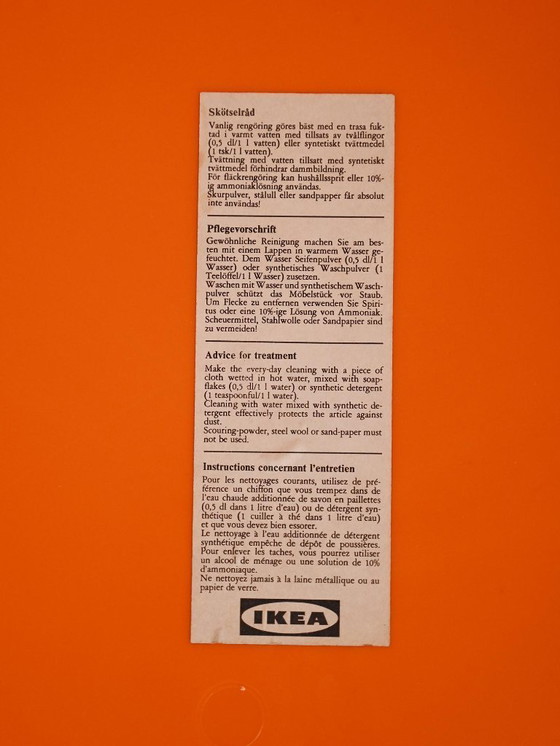 Skötselråd
Vanlig rengöring göres bäst med en trasa fuk-
tad i varmt vatten med tillsats av tvålflingor
(0,5 dl/1 l vatten) eller syntetiskt tvättmedel
(1 tsk/1 l vatten).
Tvättning med vatten tillsatt med syntetiskt
tvättmedel förhindrar dammbildning.
För fläckrengöring kan hushållssprit eller 10%-
ig ammoniaklösning användas.
Skurpulver, stålull eller sandpapper får absolut
inte användas!
Pflegevorschrift
Gewöhnliche Reinigung machen Sie am bes-
ten mit einem Lappen in warmem Wasser ge-
feuchtet. Dem Wasser Seifenpulver (0,5 dl/1 l
Wasser) oder synthetisches Waschpulver (1
Teelöffel/1 l Wasser) zusetzen.
Waschen mit Wasser und synthetischem Wasch-
pulver schützt das Möbelstück vor Staub.
Um Flecke zu entfernen verwenden Sie Spiri-
tus oder eine 10%-ige Lösung von Ammoniak.
Scheuermittel, Stahlwolle oder Sandpapier sind
zu vermeiden!
Advice for treatment
Make the every-day cleaning with a piece of
cloth wetted in hot water, mixed with soap-
flakes (0,5 dl/1 l water) or synthetic detergent
(1 teaspoonful/1 l water).
Cleaning with water mixed with synthetic de-
tergent effectively protects the article against
dust.
Scouring-powder, steel wool or sand-paper must
not be used.
Instructions concernant l'entretien
Pour les nettoyages courants, utilisez de pré-
férence un chiffon que vous trempez dans de
l'eau chaude additionnée de savon en paillettes
(0,5 dl dans 1 litre d'eau) ou de détergent syn-
thétique (1 cuiller à thé dans 1 litre d'eau)
et que vous devez bien essorer.
Le nettoyage à l'eau additionnée de détergent
synthétique empêche de dépôt de poussières.
Pour enlever les taches, vous pourrez utiliser
un alcool de ménage ou une solution de 10%
d'ammoniaque.
Ne nettoyez jamais à la laine métallique ou au
papier de verre.
IKEA